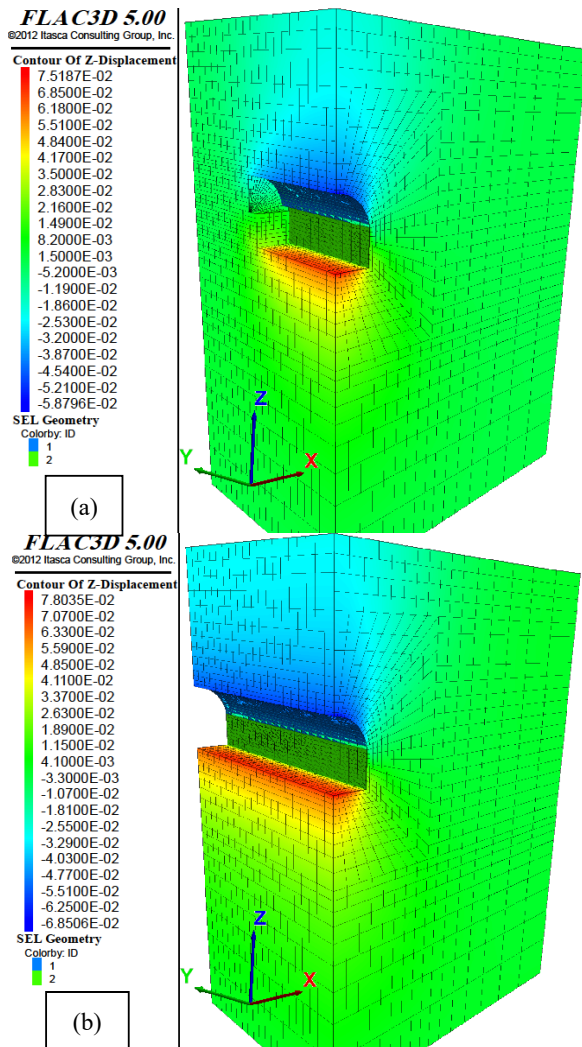 FLAC3D 5.00
©2012 Itasca Consulting Group, Inc.
Contour Of Z-Displacement
7.5187E-02
6.8500E-02
6.1800E-02
5.5100E-02
4.8400E-02
4.1700E-02
3.5000E-02
2.8300E-02
2.1600E-02
1.4900E-02
8.2000E-03
1.5000E-03
-5.2000E-03
-1.1900E-02
-1.8600E-02
-2.5300E-02
-3.2000E-02
-3.8700E-02
-4.5400E-02
-5.2100E-02
-5.8796E-02
SEL Geometry
Colorby: ID
1
2
(a)
Z
Y
X
FLAC3D 5.00
©2012 Itasca Consulting Group, Inc.
Contour Of Z-Displacement
7.8035E-02
7.0700E-02
6.3300E-02
5.5900E-02
4.8500E-02
4.1100E-02
3.3700E-02
2.6300E-02
1.1500E-02
4.1000E-03
-3.3000E-03
-1.0700E-02
-1.8100E-02
-2.5500E-02
-3.2900E-02
-4.0300E-02
-4.7700E-02
-5.5100E-02
-6.2500E-02
-6.8506E-02
SEL Geometry
Colorby: ID
1
2
(b)
Z
Y
X